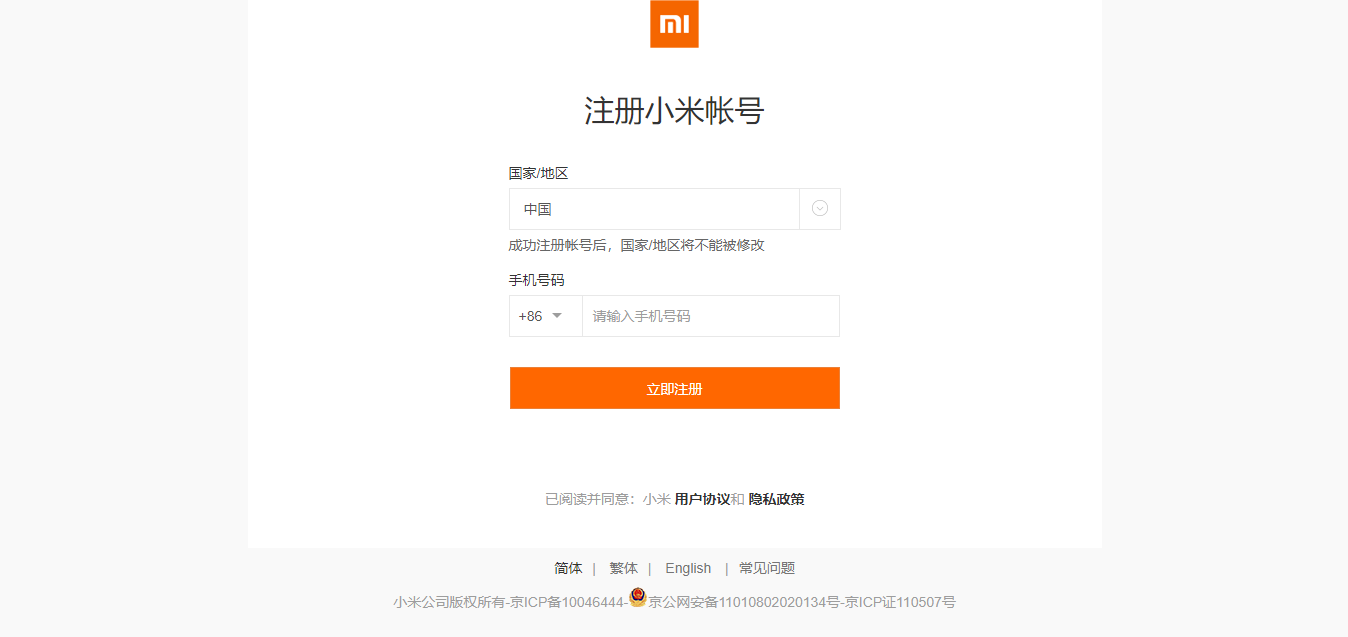 mi
注册小米帐号
国家/地区
中国
成功注册帐号后，国家/地区将不能被修改
手机号码
+86 请输入手机号码
立即注册
已阅读并同意：小米 用户协议和 隐私政策
简体 | 繁体 | English | 常见问题
小米公司版权所有-京ICP备10046444-京公网安备11010802020134号-京ICP证110507号